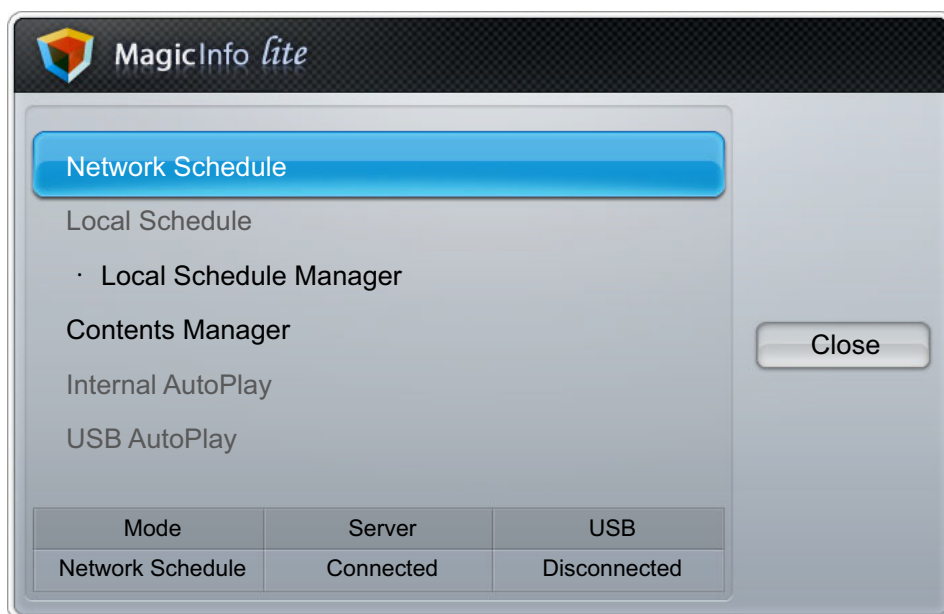 MagicInfo lite
Network Schedule
Local Schedule
· Local Schedule Manager
Contents Manager
Internal AutoPlay
USB AutoPlay
Close
Mode Server USB
Network Schedule Connected Disconnected